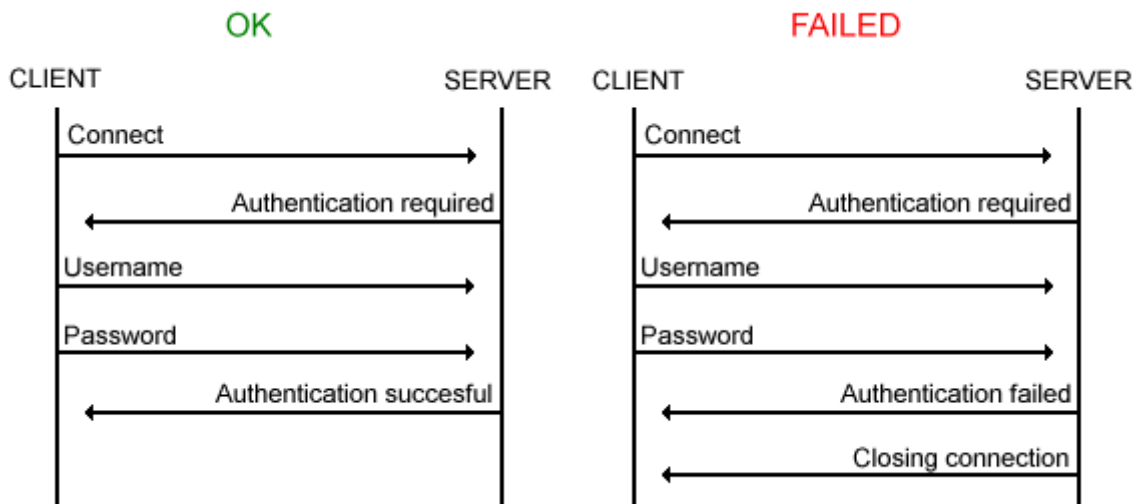 OK
CLIENT
SERVER
Connect
Authentication required
Username
Password
Authentication succesful
FAILED
CLIENT
SERVER
Connect
Authentication required
Username
Password
Authentication failed
Closing connection